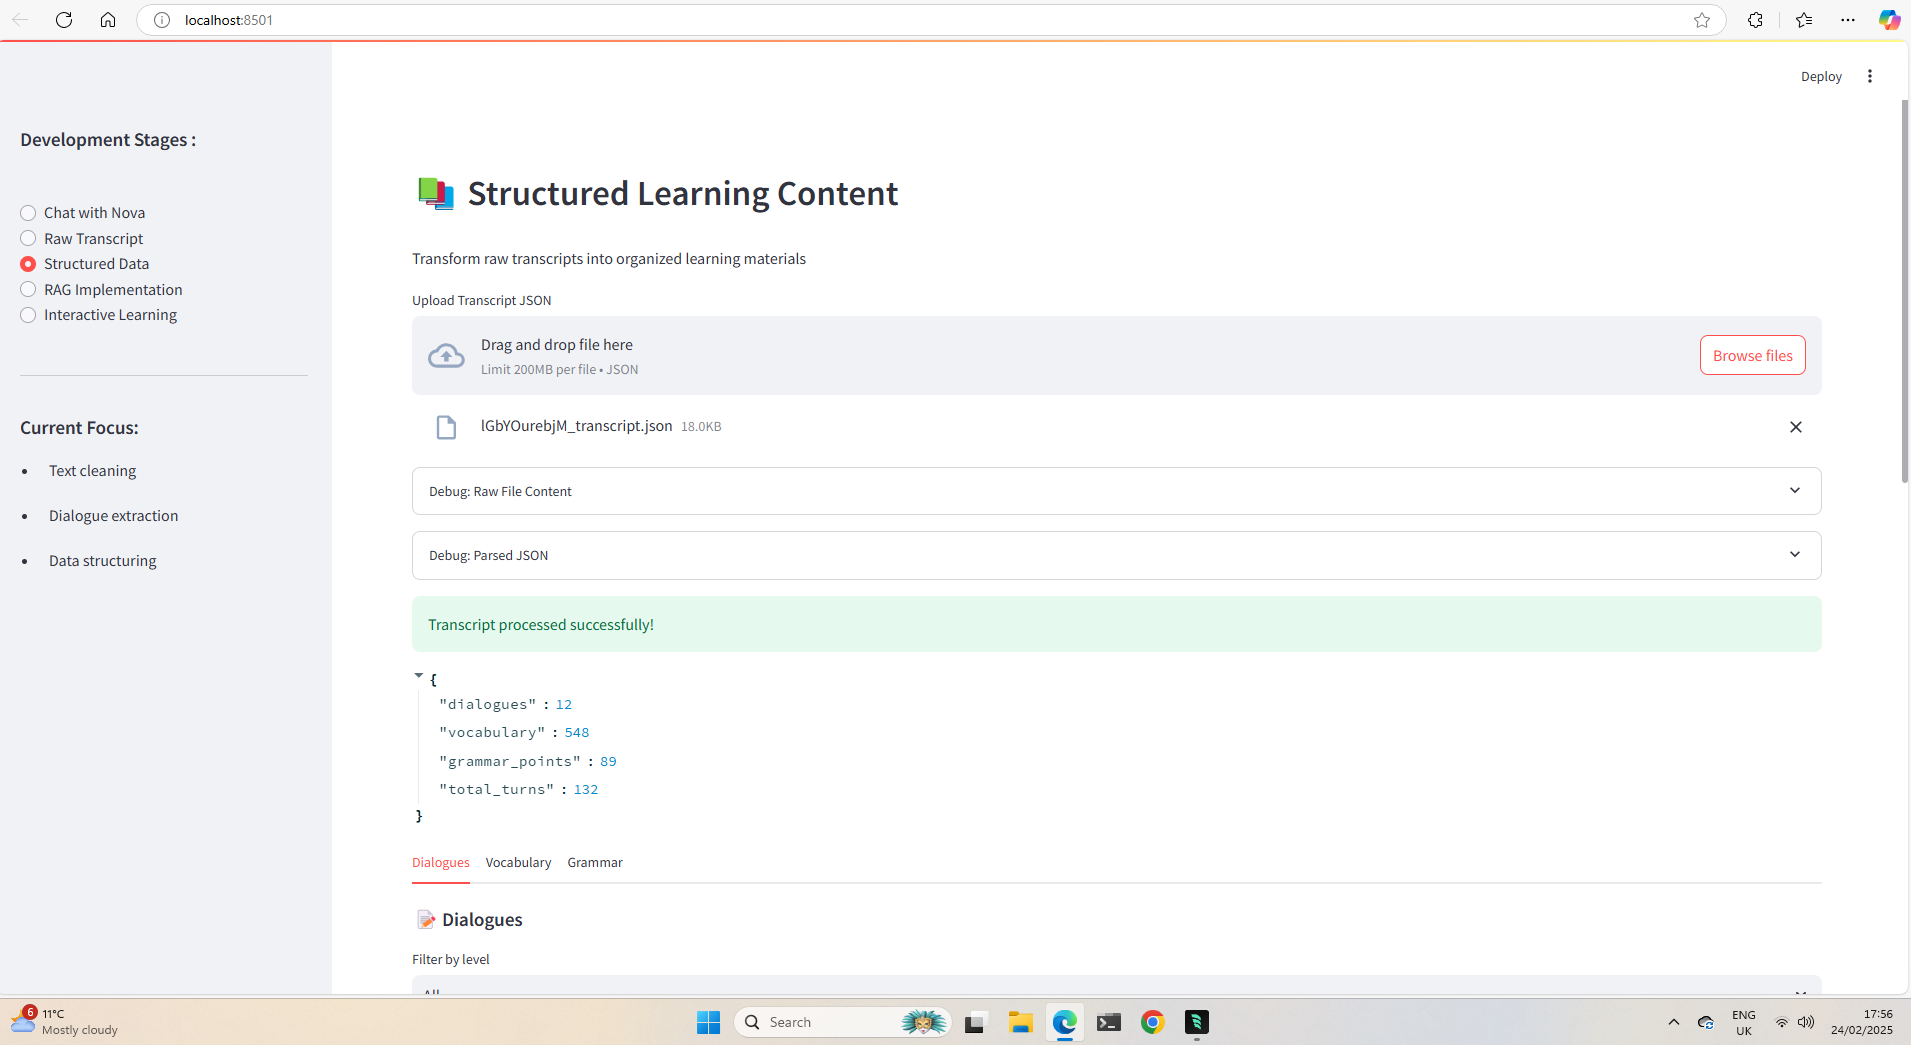 localhost:8501
Deploy
Development Stages :
Chat with Nova
Raw Transcript
Structured Data
RAG Implementation
Interactive Learning
Current Focus:
Text cleaning
Dialogue extraction
Data structuring
Structured Learning Content
Transform raw transcripts into organized learning materials
Upload Transcript JSON
Drag and drop file here
Limit 200MB per file • JSON
Browse files
lGbYOurebjM_transcript.json 18.0KB
Debug: Raw File Content
Debug: Parsed JSON
Transcript processed successfully!
{
"dialogues" : 12
"vocabulary" : 548
"grammar_points" : 89
"total_turns" : 132
}
Dialogues Vocabulary Grammar
Dialogues
Filter by level
All
6
11°C
Mostly cloudy
Search
ENG
UK
17:56
24/02/2025